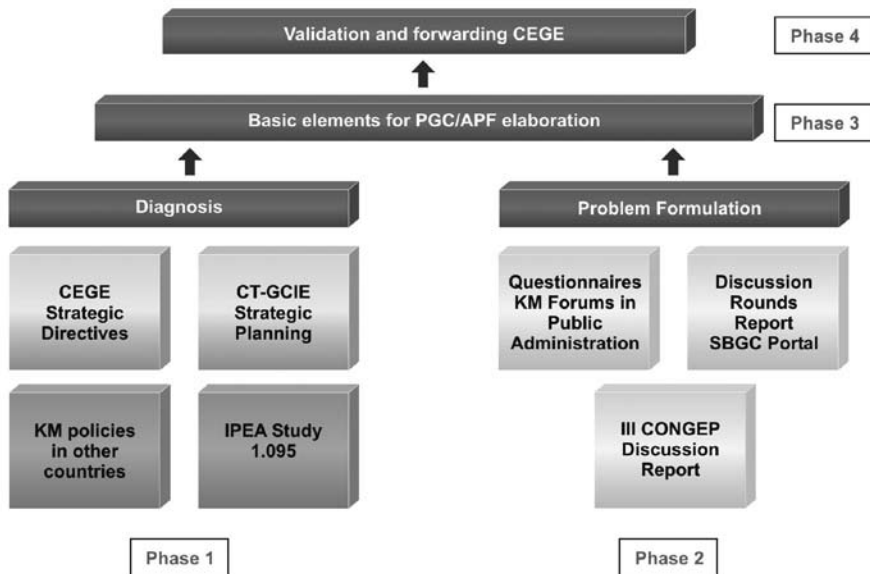 Validation and forwarding CEGE
Phase 4
Basic elements for PGC/APF elaboration
Phase 3
Diagnosis
Problem Formulation
CEGE
Strategic
Directives
CT-GCIE
Strategic
Planning
Questionnaires
KM Forums in
Public
Administration
Discussion
Rounds
Report
SBGC Portal
KM policies
in other
countries
IPEA Study
1.095
III CONGEP
Discussion
Report
Phase 1
Phase 2